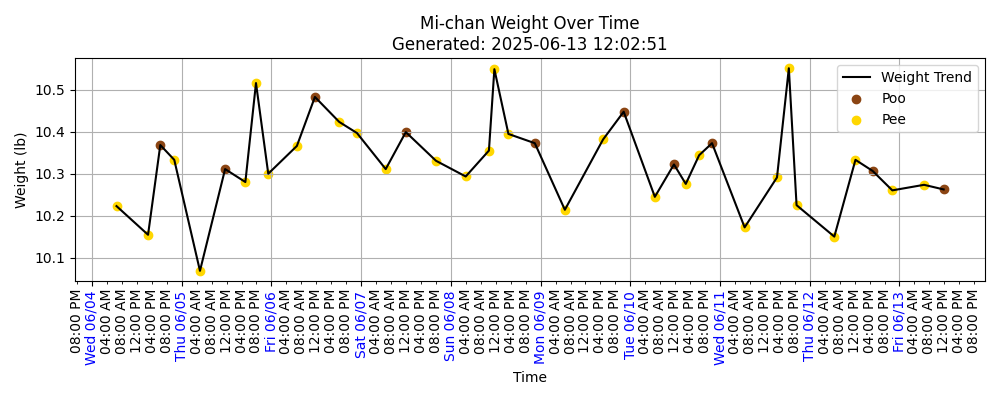 Mi-chan Weight Over Time
Generated: 2025-06-13 12:02:51
Weight (lb)
10.5
10.4
10.3
10.2
10.1
Weight Trend
Poo
Pee
08:00 PM
Wed 06/04
04:00 AM
08:00 AM
12:00 PM
04:00 PM
08:00 PM
Thu 06/05
04:00 AM
08:00 AM
12:00 PM
04:00 PM
08:00 PM
Fri 06/06
04:00 AM
08:00 AM
12:00 PM
04:00 PM
08:00 PM
Sat 06/07
04:00 AM
08:00 AM
12:00 PM
04:00 PM
08:00 PM
Sun 06/08
04:00 AM
08:00 AM
12:00 PM
04:00 PM
08:00 PM
Mon 06/09
04:00 AM
08:00 AM
12:00 PM
04:00 PM
08:00 PM
Tue 06/10
04:00 AM
08:00 AM
12:00 PM
04:00 PM
08:00 PM
Wed 06/11
04:00 AM
08:00 AM
12:00 PM
04:00 PM
08:00 PM
Thu 06/12
04:00 AM
08:00 AM
12:00 PM
04:00 PM
08:00 PM
Fri 06/13
04:00 AM
08:00 AM
12:00 PM
04:00 PM
08:00 PM
Time